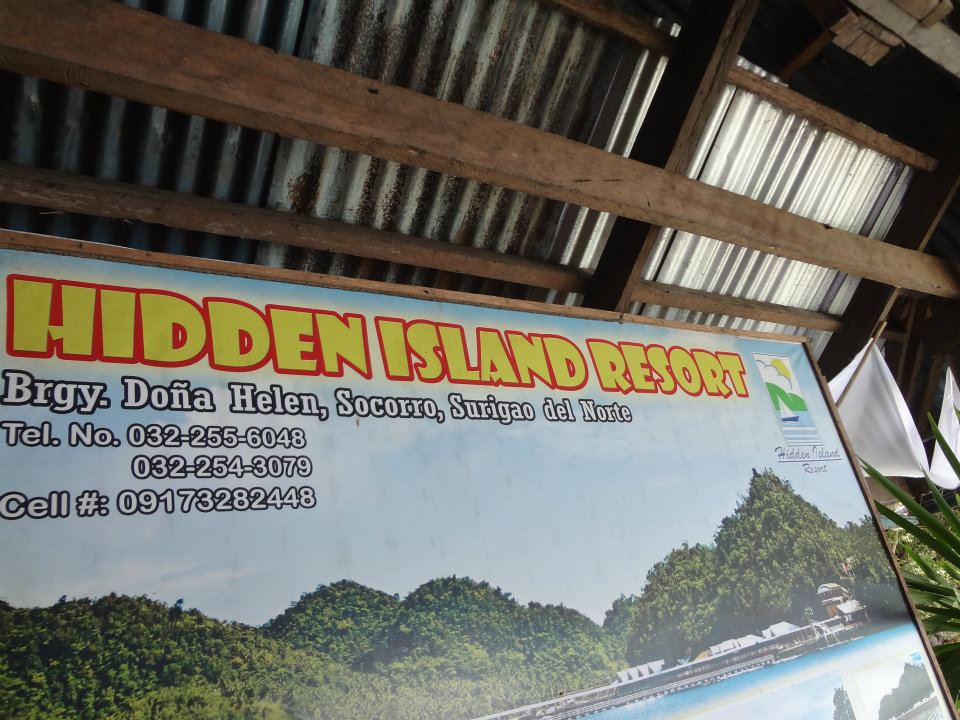 HIDDEN ISLAND RESORT
Brgy. Doña Helen, Socorro, Surigao del Norte
Tel. No. 032-255-6048
032-254-3079
Cell #: 09173282448
Hidden Island
Resort